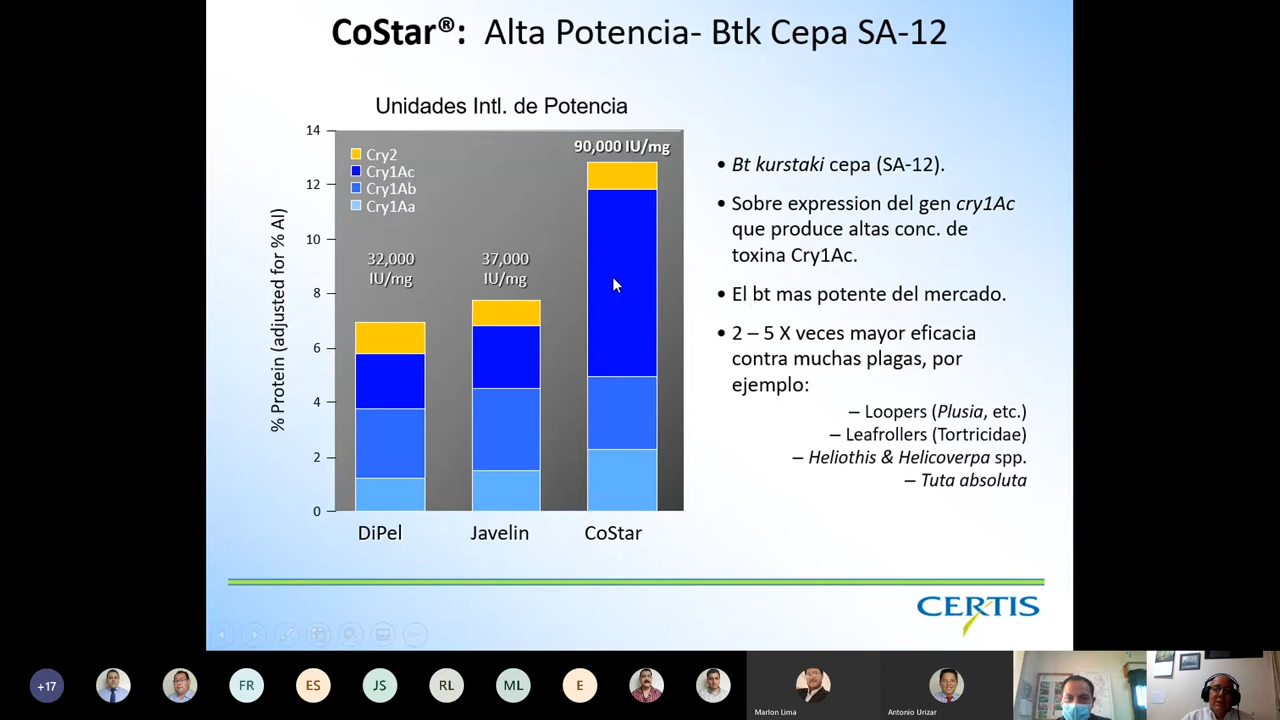 CoStar®: Alta Potencia- Btk Cepa SA-12
Unidades Intl. de Potencia
% Protein (adjusted for % AI)
14
12
10
8
6
4
2
0
Cry2
Cry1Ac
Cry1Ab
Cry1Aa
32,000
IU/mg
37,000
IU/mg
90,000 IU/mg
DiPel
Javelin
CoStar
• Bt kurstaki cepa (SA-12).
• Sobre expression del gen cry1Ac
que produce altas conc. de
toxina Cry1Ac.
• El bt mas potente del mercado.
• 2 – 5 X veces mayor eficacia
contra muchas plagas, por
ejemplo:
– Loopers (Plusia, etc.)
– Leafrollers (Tortricidae)
– Heliothis & Helicoverpa spp.
– Tuta absoluta
CERTIS
+17
FR
ES
JS
RL
ML
E
Marlon Lima
Antonio Urizar